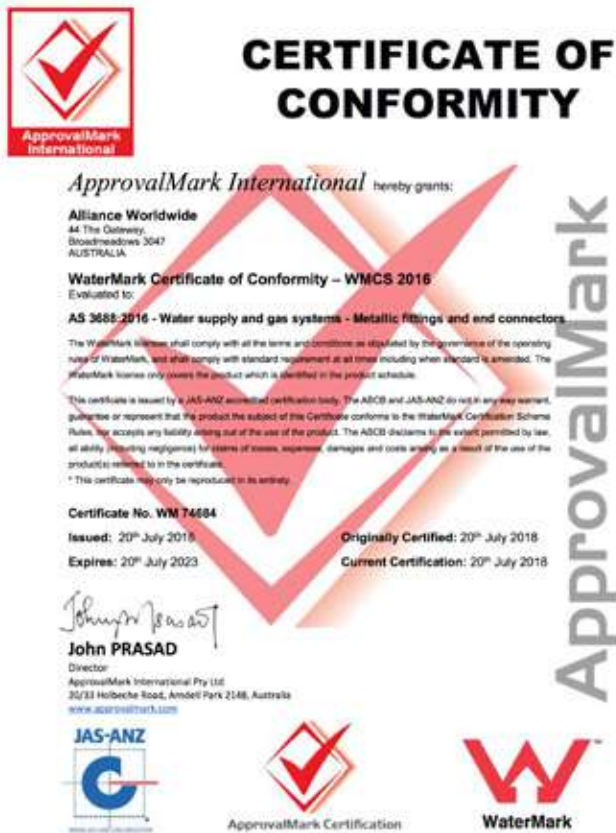 ApprovalMark
International
CERTIFICATE OF
CONFORMITY
ApprovalMark International hereby grants:
Alliance Worldwide
44 The Gateway,
Broadmeadows 3047
AUSTRALIA
WaterMark Certificate of Conformity – WMCS 2016
Evaluated to:
AS 3688:2016 - Water supply and gas systems - Metallic fittings and end connectors
The WaterMark licensee shall comply with all the terms and conditions as stipulated by the governance of the operating
rules of WaterMark, and shall comply with standard requirement at all times including when standard is amended. The
WaterMark license only covers the product which is identified in the product schedule.
This certificate is issued by a JAS-ANZ accredited certification body. The ABCB and JAS-ANZ do not in any way warrant,
guarantee or represent that the product the subject of this Certificate conforms to the WaterMark Certification Scheme
Rules, nor accepts any liability arising out of the use of the product. The ABCB disclaims to the extent permitted by law,
all ability (including negligence) for claims of losses, expenses, damages and costs arising as a result of the use of the
product(s) referred to in the certificate.
* This certificate may only be reproduced in its entirety.
Certificate No. WM 74684
Issued: 20th July 2018
Originally Certified: 20th July 2018
Expires: 20th July 2023
Current Certification: 20th July 2018
John PRASAD
Director
ApprovalMark International Pty Ltd
20/33 Holbeche Road, Arndell Park 2148, Australia
www.approvalmark.com
JAS-ANZ
ApprovalMark Certification
WaterMark
ApprovalMark